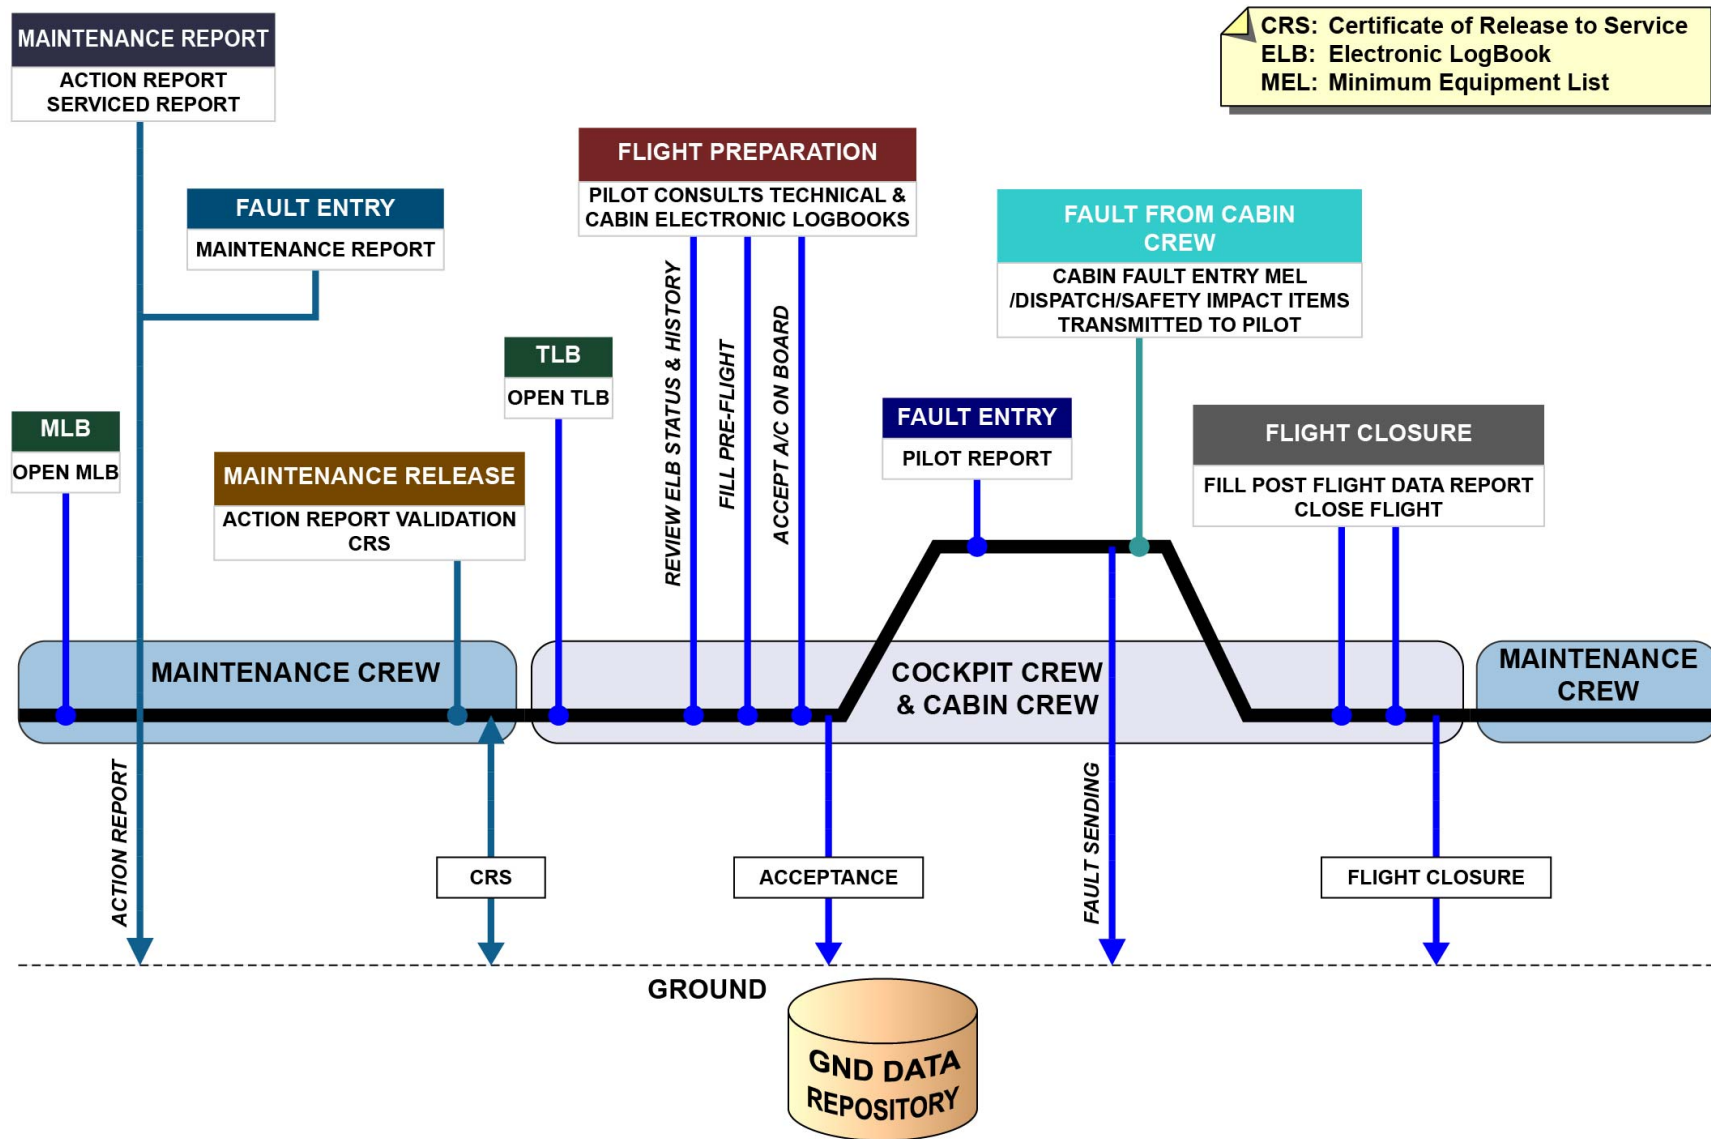 MAINTENANCE REPORT
ACTION REPORT
SERVICED REPORT
CRS: Certificate of Release to Service
ELB: Electronic LogBook
MEL: Minimum Equipment List
FAULT ENTRY
MAINTENANCE REPORT
FLIGHT PREPARATION
PILOT CONSULTS TECHNICAL &
CABIN ELECTRONIC LOGBOOKS
FAULT FROM CABIN
CREW
CABIN FAULT ENTRY MEL
/DISPATCH/SAFETY IMPACT ITEMS
TRANSMITTED TO PILOT
REVIEW ELB STATUS & HISTORY
FILL PRE-FLIGHT
ACCEPT A/C ON BOARD
TLB
OPEN TLB
MLB
OPEN MLB
MAINTENANCE RELEASE
ACTION REPORT VALIDATION
CRS
FAULT ENTRY
PILOT REPORT
FLIGHT CLOSURE
FILL POST FLIGHT DATA REPORT
CLOSE FLIGHT
MAINTENANCE CREW
COCKPIT CREW
& CABIN CREW
MAINTENANCE
CREW
ACTION REPORT
CRS
ACCEPTANCE
FAULT SENDING
FLIGHT CLOSURE
GROUND
GND DATA
REPOSITORY